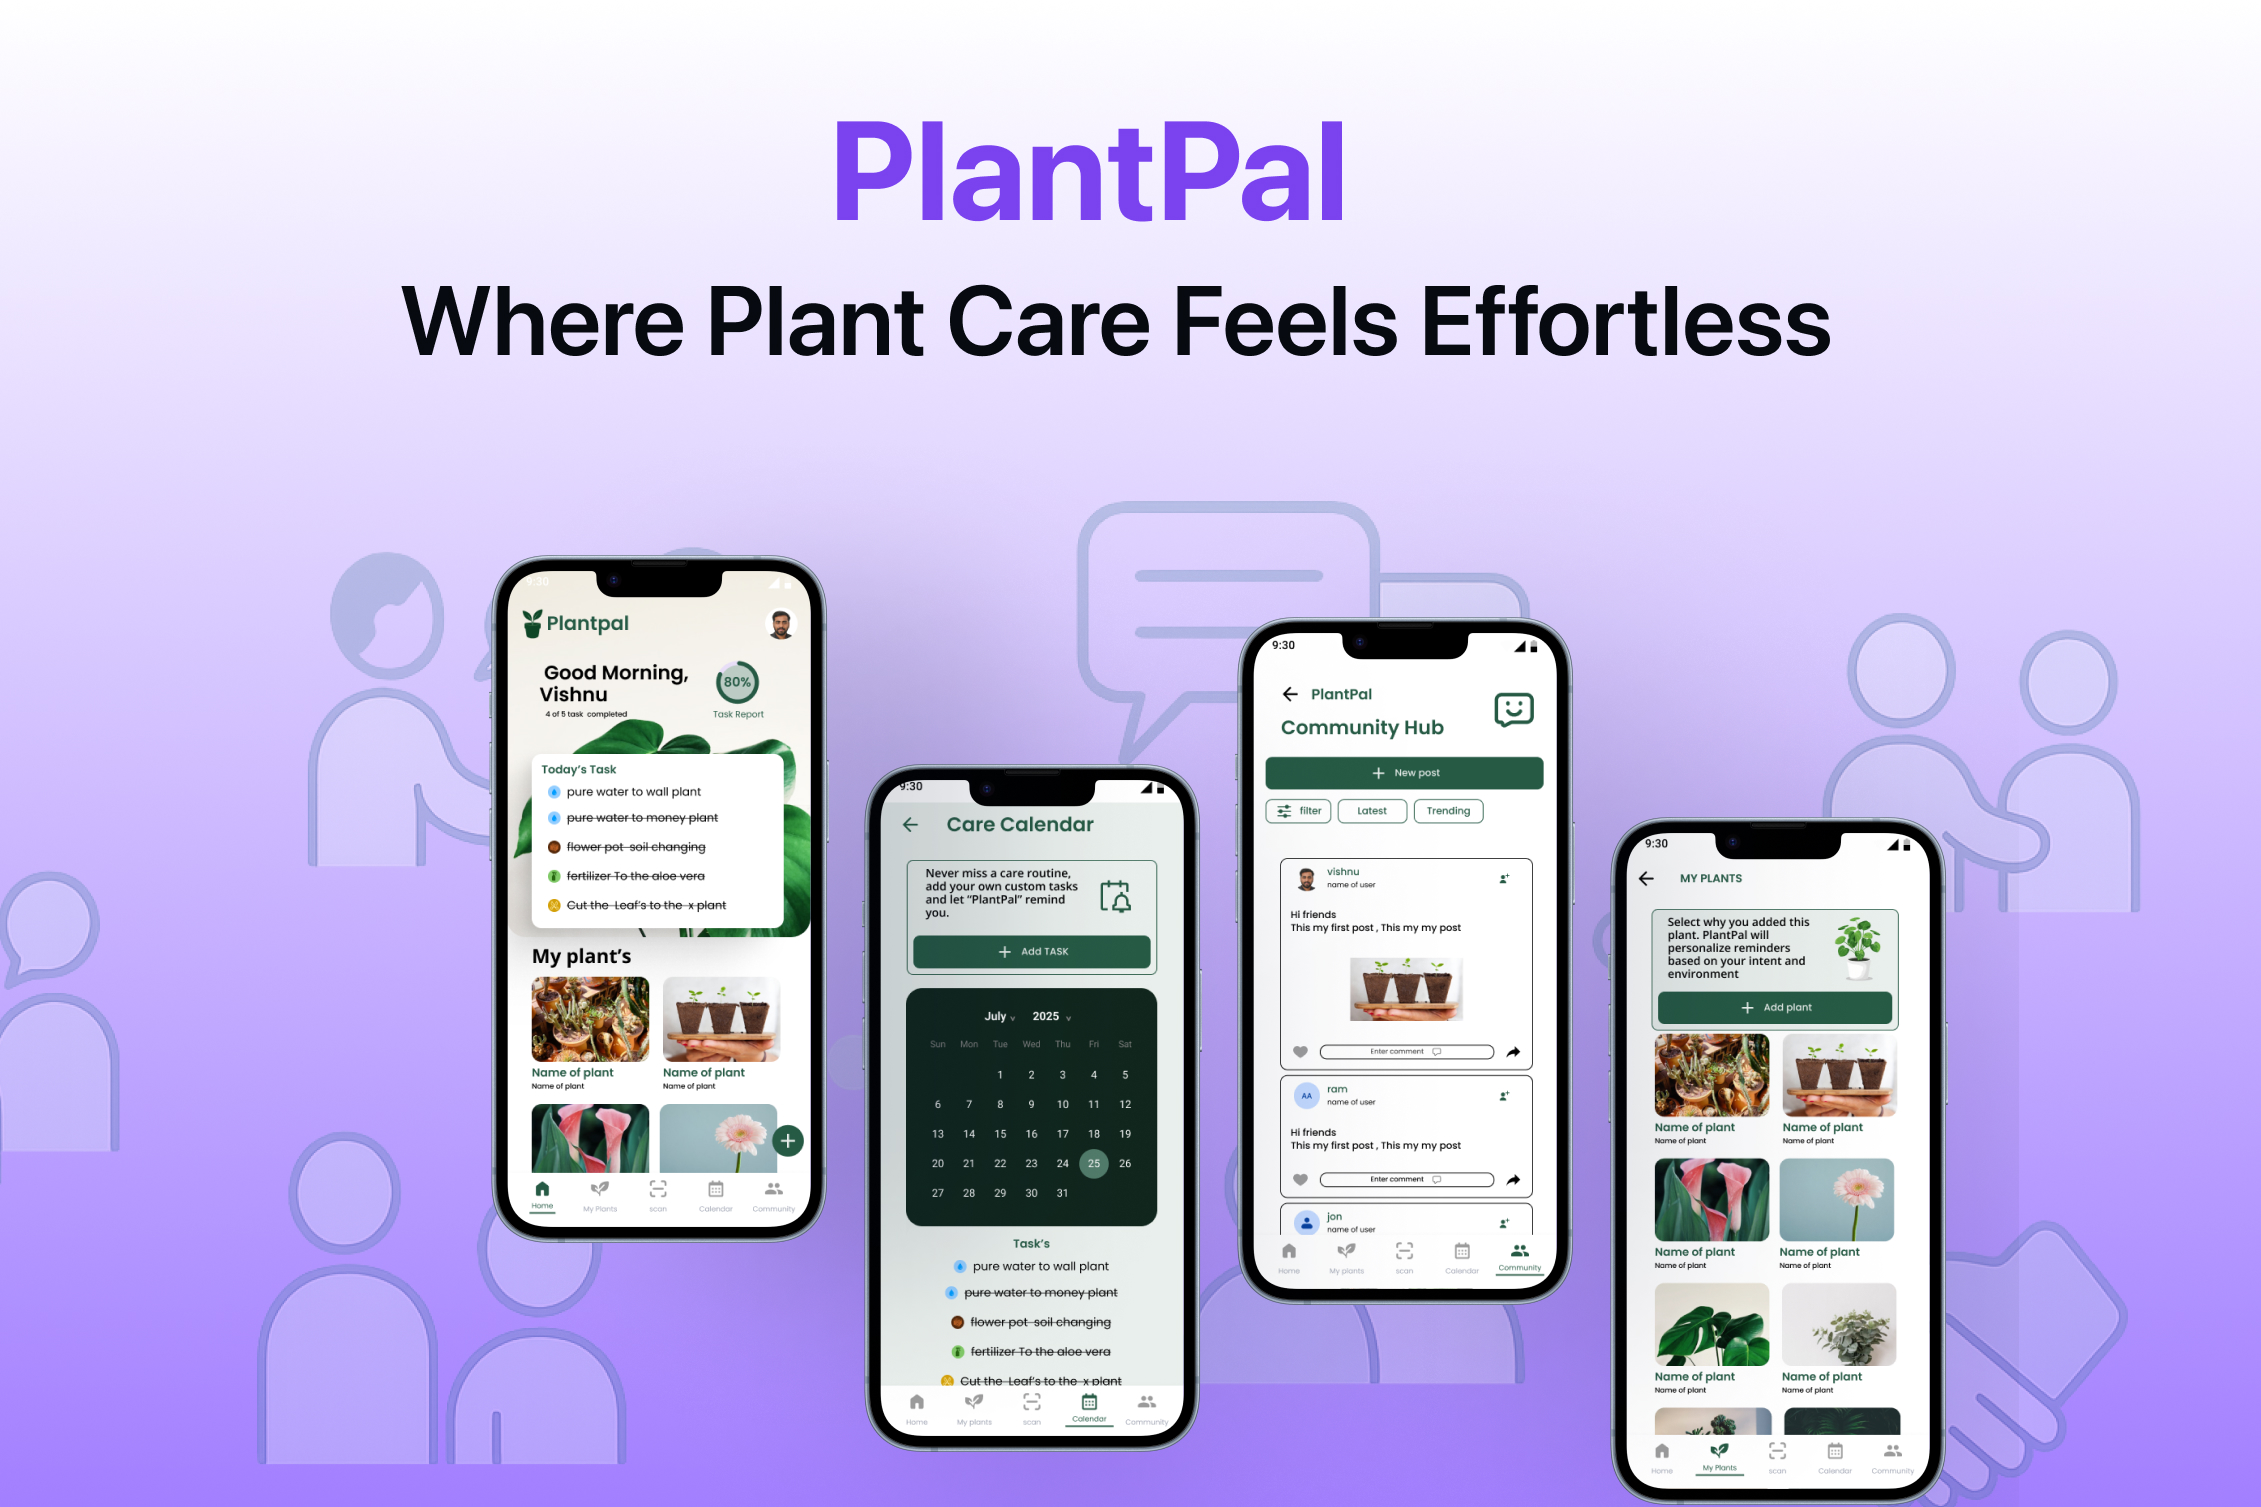 PlantPal
Where Plant Care Feels Effortless
9:30
Plantpal
Good Morning,
Vishnu
4 of 5 task completed
80%
Task Report
Today's Task
pure water to wall plant
pure water to money plant
flower pot soil changing
fertilizer To the aloe vera
Cut the Leaf's to the x plant
My plant's
Name of plant
Name of plant
Name of plant
Name of plant
Home
My Plants
scan
Calendar
Community
9:30
Care Calendar
Never miss a care routine,
add your own custom tasks
and let "PlantPal" remind
you.
+ Add TASK
July 2025
Sun Mon Tue Wed Thu Fri Sat
1 2 3 4 5
6 7 8 9 10 11 12
13 14 15 16 17 18 19
20 21 22 23 24 25 26
27 28 29 30 31
Task's
pure water to wall plant
pure water to money plant
flower pot soil changing
fertilizer To the aloe vera
Cut the Leaf's to the x plant
Home
My plants
scan
Calendar
Community
9:30
PlantPal
Community Hub
+ New post
filter
Latest
Trending
vishnu
name of user
Hi friends
This my first post , This my my post
Enter comment
AA
ram
name of user
Hi friends
This my first post , This my my post
Enter comment
jon
name of user
Home
My plants
scan
Calendar
Community
9:30
MY PLANTS
Select why you added this
plant. PlantPal will
personalize reminders
based on your intent and
environment
+ Add plant
Name of plant
Name of plant
Name of plant
Name of plant
Name of plant
Name of plant
Name of plant
Name of plant
Name of plant
Name of plant
Name of plant
Name of plant
Home
My Plants
scan
Calendar
Community